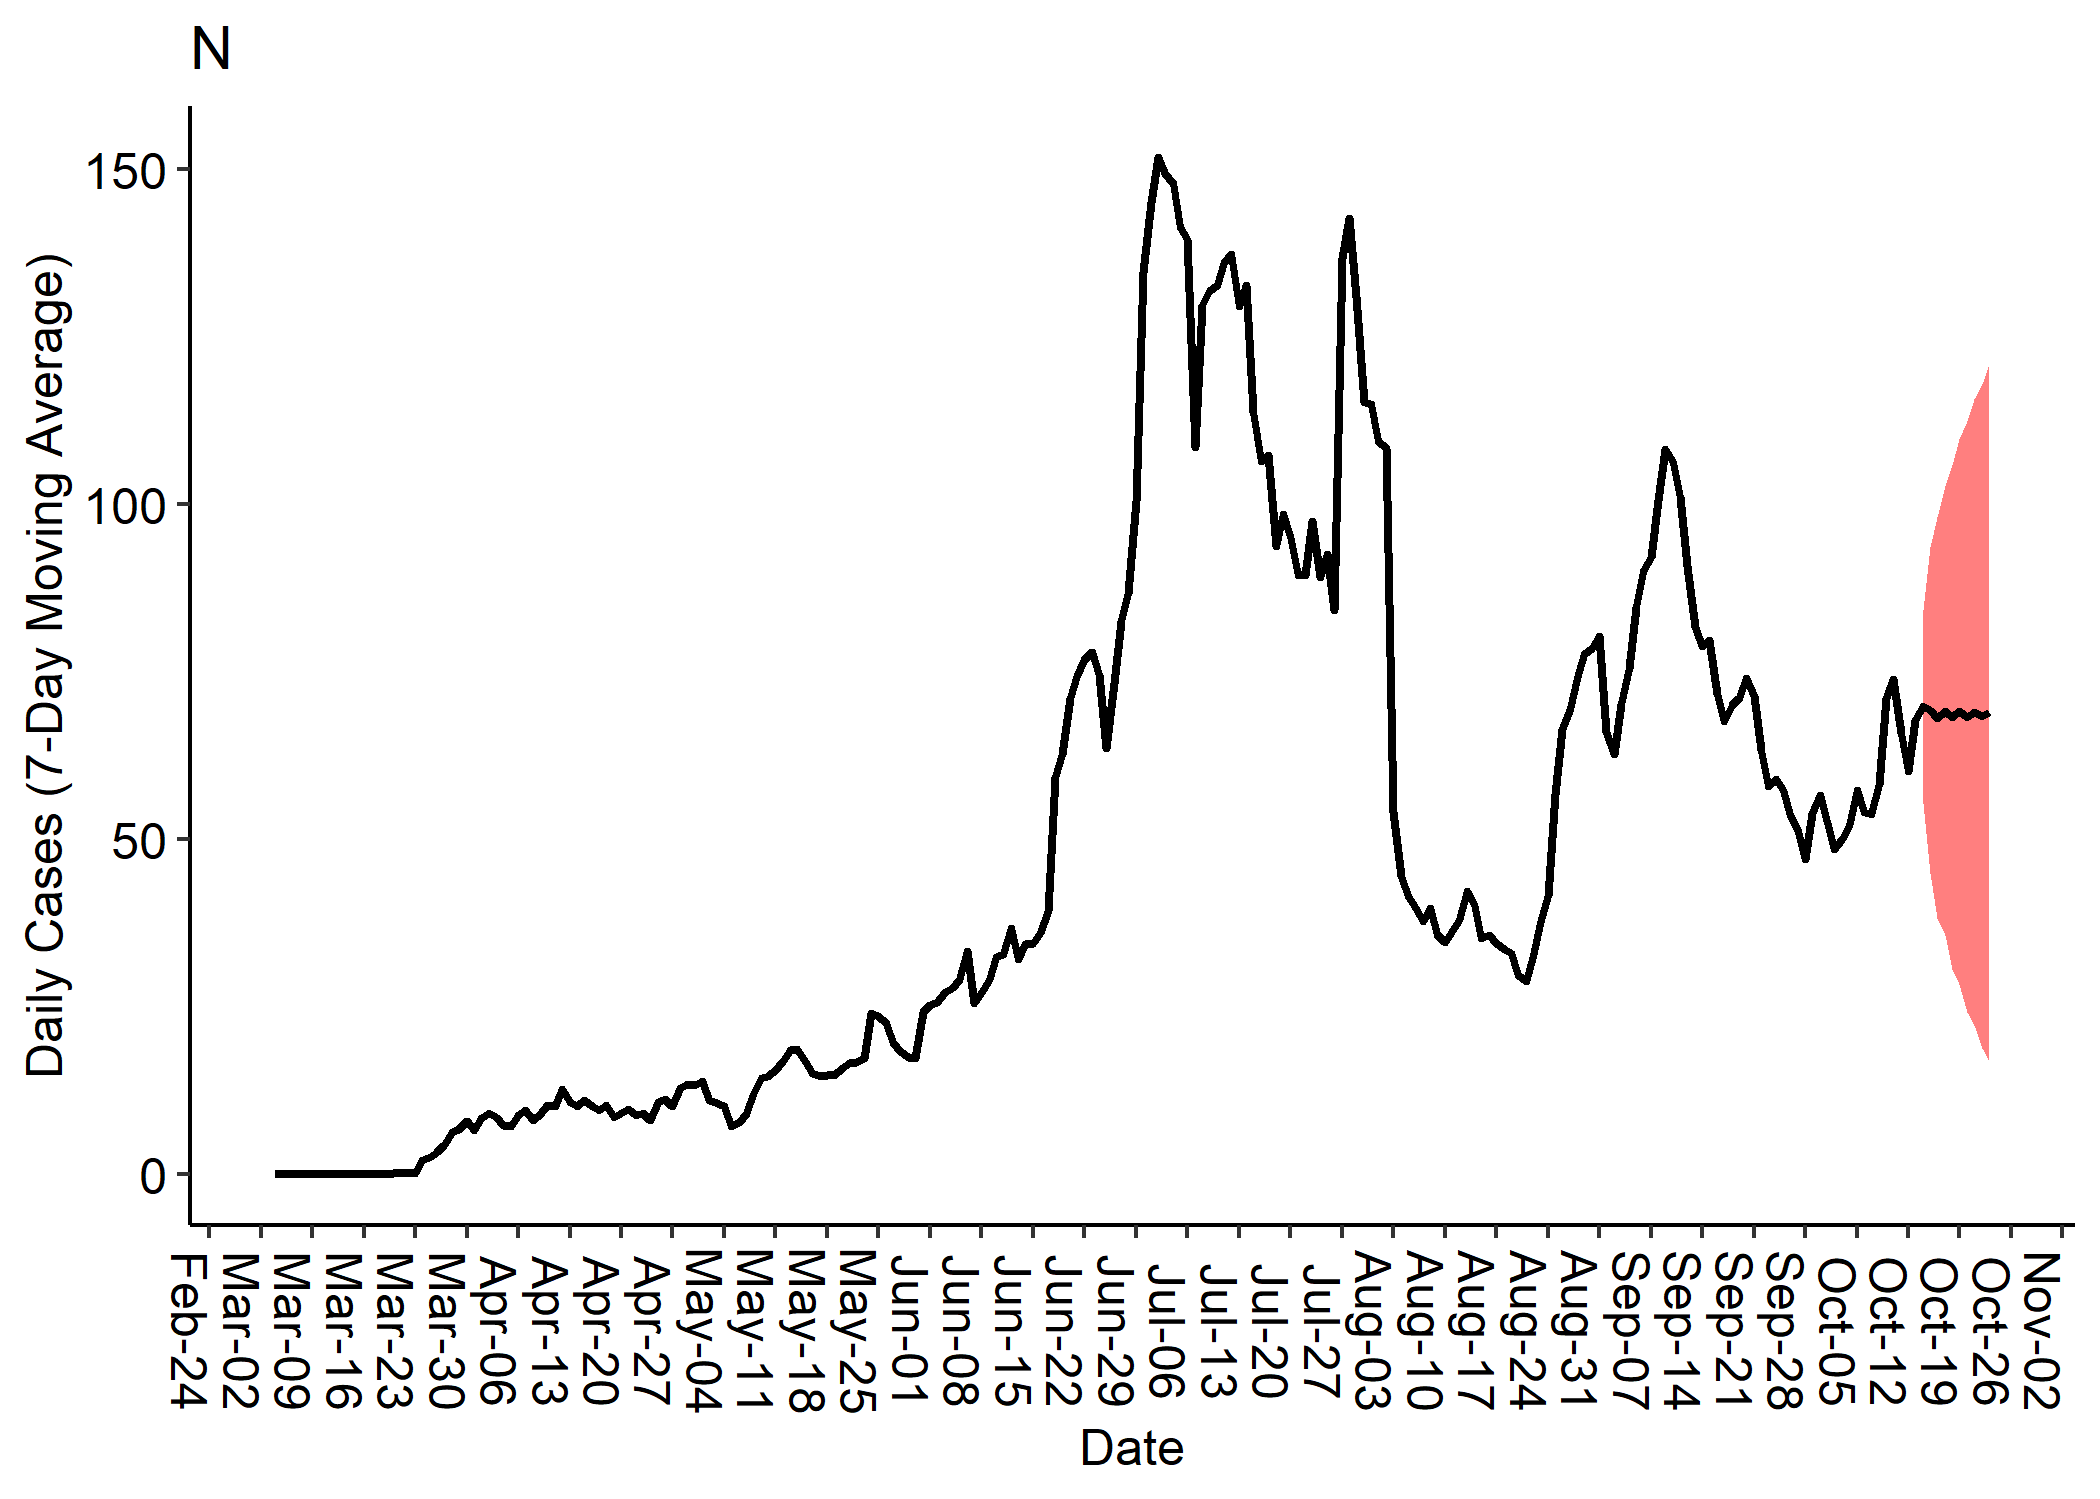 N
Daily Cases (7-Day Moving Average)
150
100
50
0
Feb-24
Mar-02
Mar-09
Mar-16
Mar-23
Mar-30
Apr-06
Apr-13
Apr-20
Apr-27
May-04
May-11
May-18
May-25
Jun-01
Jun-08
Jun-15
Jun-22
Jun-29
Jul-06
Jul-13
Jul-20
Jul-27
Aug-03
Aug-10
Aug-17
Aug-24
Aug-31
Sep-07
Sep-14
Sep-21
Sep-28
Oct-05
Oct-12
Oct-19
Oct-26
Nov-02
Date